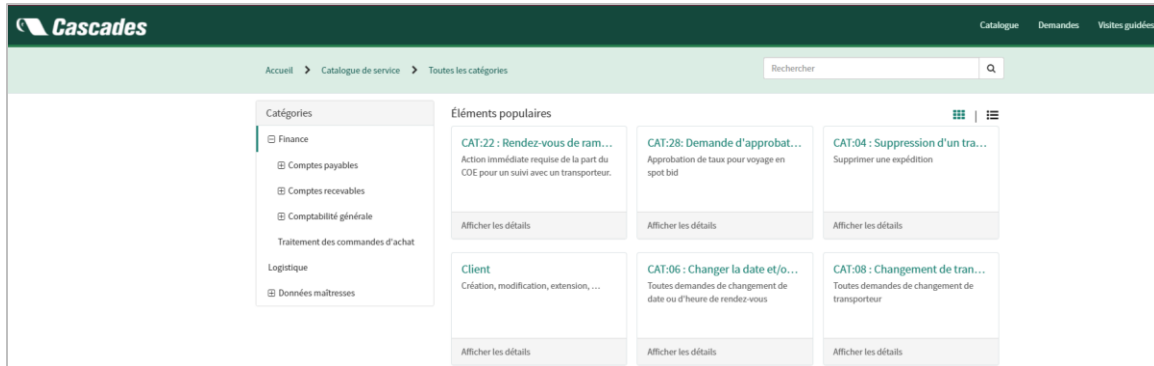 Cascades
Catalogue Demandes Visites guidées
Accueil Catalogue de service Toutes les catégories
Rechercher
Catégories
Finance
Comptes payables
Comptes recevables
Comptabilité générale
Traitement des commandes d'achat
Logistique
Données maîtresses
Éléments populaires
CAT:22 : Rendez-vous de ram...
Action immédiate requise de la part du
COE pour un suivi avec un transporteur.
Afficher les détails
CAT:28: Demande d'approbat...
Approbation de taux pour voyage en
spot bid
Afficher les détails
CAT:04 : Suppression d'un tra...
Supprimer une expédition
Afficher les détails
Client
Création, modification, extension, ...
Afficher les détails
CAT:06 : Changer la date et/o...
Toutes demandes de changement de
date ou d'heure de rendez-vous
Afficher les détails
CAT:08 : Changement de tran...
Toutes demandes de changement de
transporteur
Afficher les détails